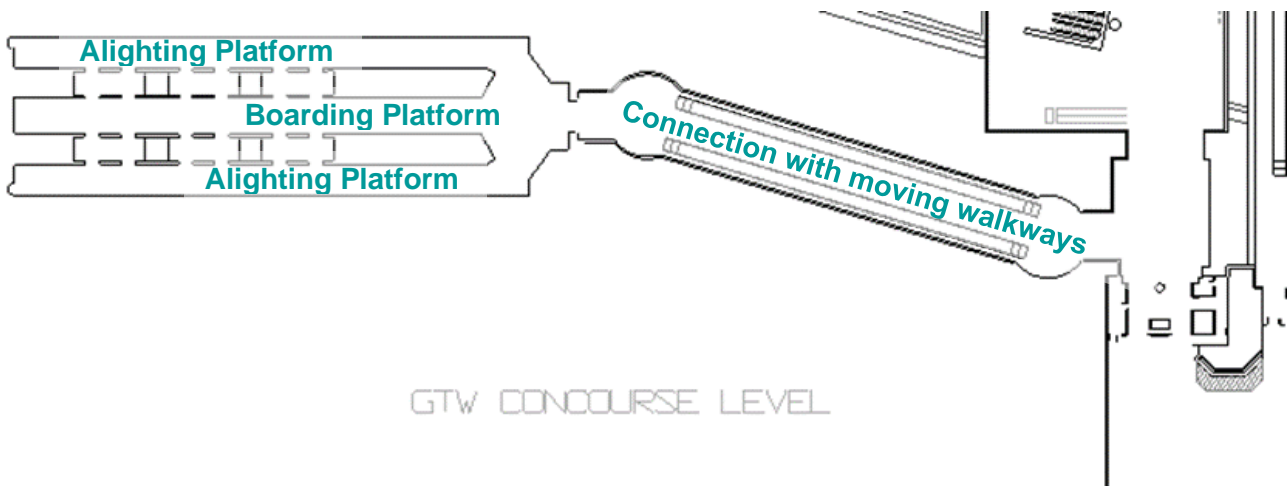 Alighting Platform
Boarding Platform
Alighting Platform
Connection with moving walkways
GTW CONCOURSE LEVEL